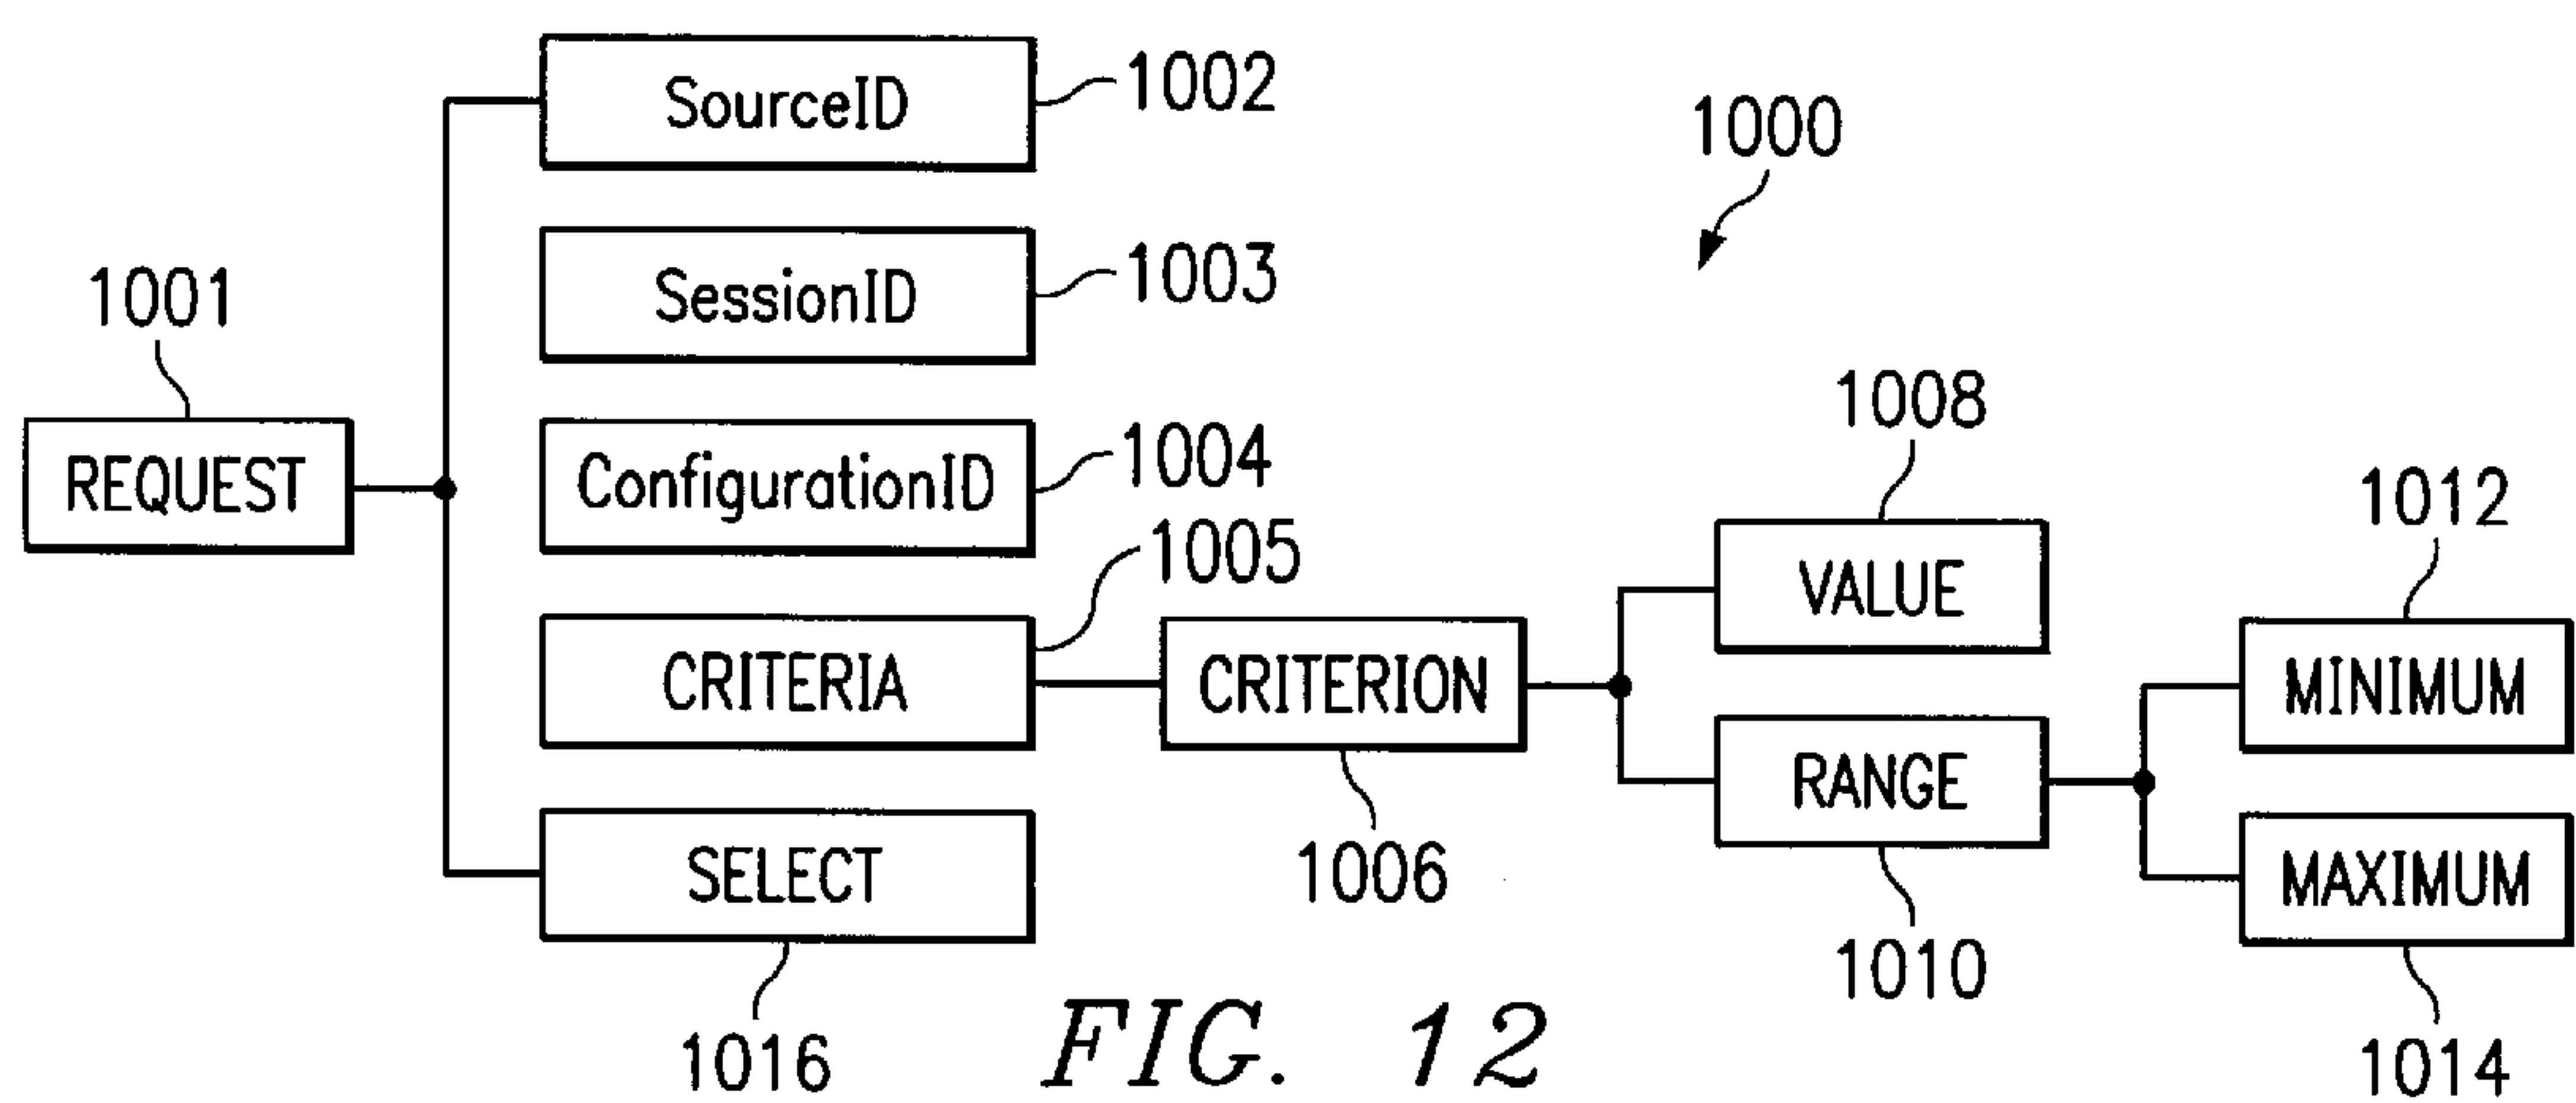 SourceID
1002
1000
SessionID
1003
1001
REQUEST
ConfigurationID
1004
1008
1012
1005
VALUE
CRITERIA
CRITERION
MINIMUM
RANGE
SELECT
1006
MAXIMUM
1010
1016
FIG. 12
1014